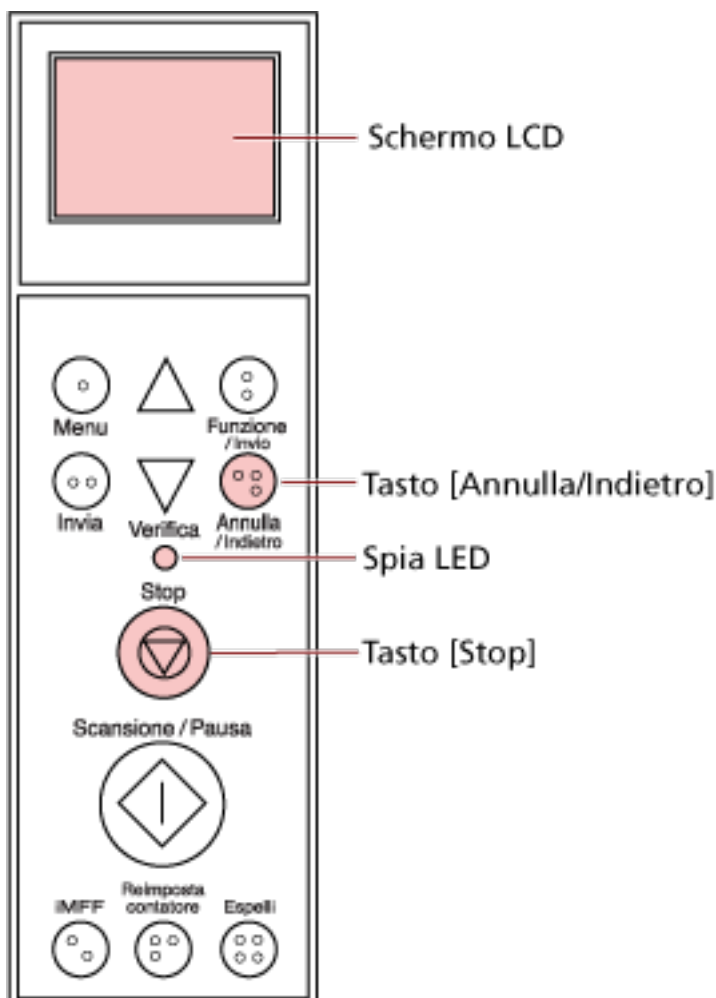 Schermo LCD
Menu
Funzione
/Invio
Invia
Verifica
Annulla
/Indietro
Tasto [Annulla/Indietro]
Spia LED
Stop
Tasto [Stop]
Scansione / Pausa
iMFF
Reimposta
contatore
Espelli